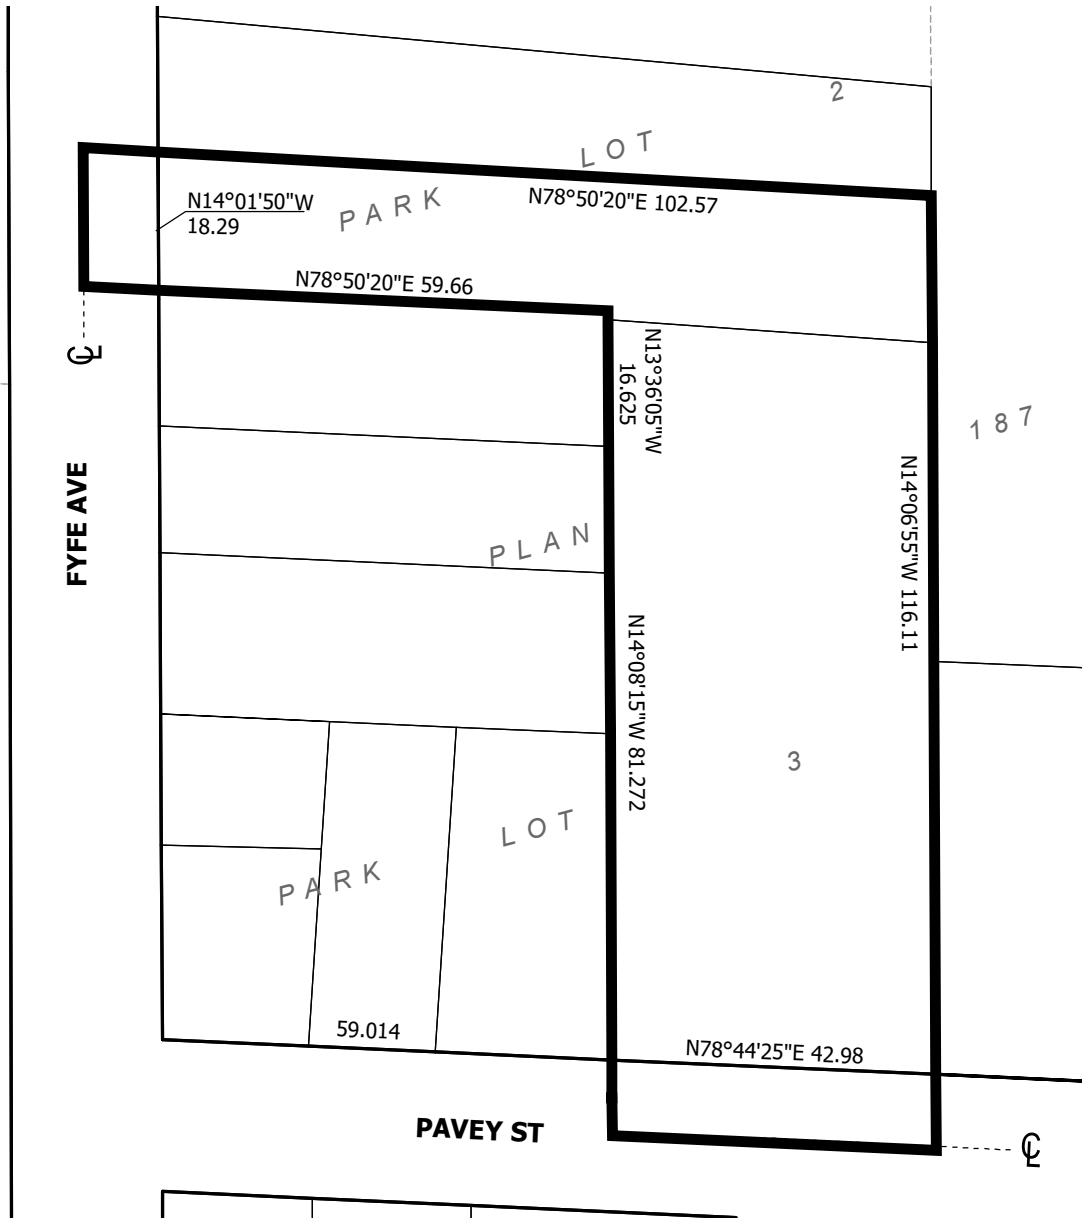 2
LOT
PARK
N14°01'50"W
18.29
N78°50'20"E 102.57
N78°50'20"E 59.66
N13°36'05"W
16.625
℄
187
FYFE AVE
N14°06'55"W 116.11
PLAN
N14°08'15"W 81.272
3
LOT
PARK
59.014
N78°44'25"E 42.98
PAVEY ST
℄